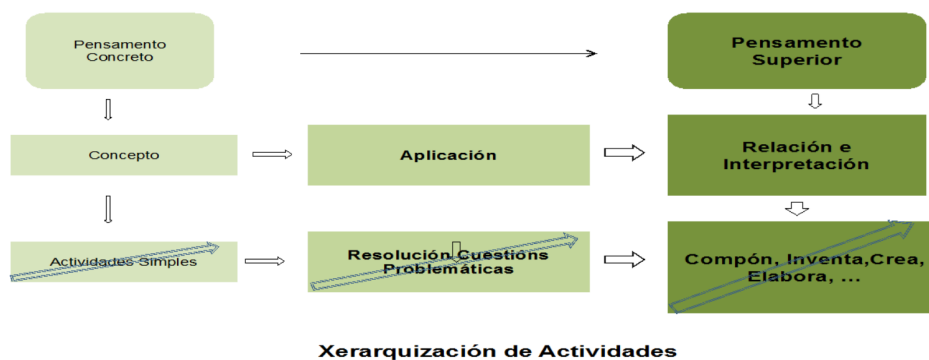 Pensamento
Concreto
Pensamento
Superior
Concepto
Aplicación
Relación e
Interpretación
Actividades Simples
Resolución Cuestións
Problemáticas
Compón, Inventa,Crea,
Elabora, ...
Xerarquización de Actividades